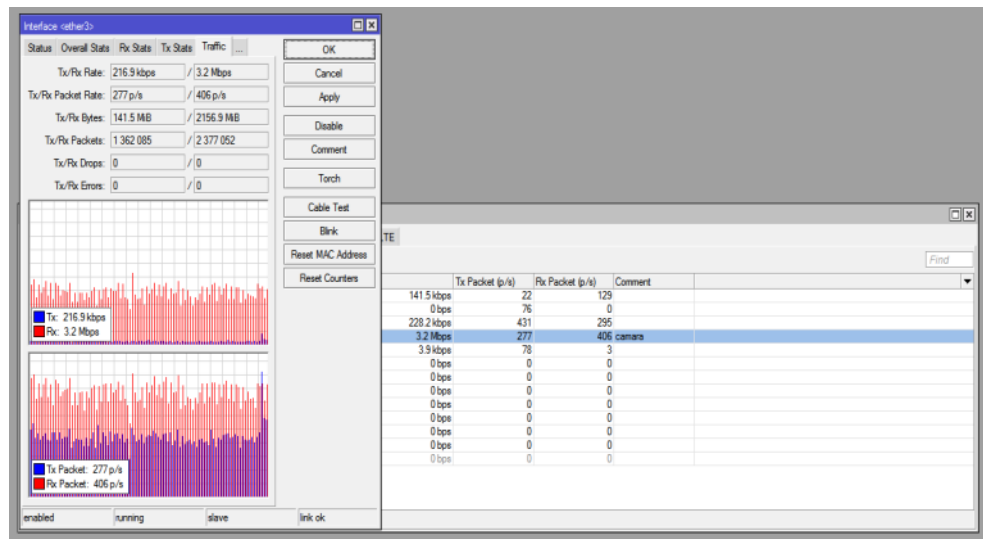 Interface <ether3>
Status Overall Stats Rx Stats Tx Stats Traffic ...
Tx/Rx Rate: 216.9 kbps / 3.2 Mbps
Tx/Rx Packet Rate: 277 p/s / 406 p/s
Tx/Rx Bytes: 141.5 MiB / 2156.9 MiB
Tx/Rx Packets: 1 362 085 / 2 377 052
Tx/Rx Drops: 0 / 0
Tx/Rx Errors: 0 / 0
Tx: 216.9 kbps
Rx: 3.2 Mbps
Tx Packet: 277 p/s
Rx Packet: 406 p/s
enabled running slave link ok
OK
Cancel
Apply
Disable
Comment
Torch
Cable Test
Blink
Reset MAC Address
Reset Counters
LTE
Find
Tx Packet (p/s) Rx Packet (p/s) Comment
141.5 kbps 22 129
0 bps 76 0
228.2 kbps 431 295
3.2 Mbps 277 406 camara
3.9 kbps 78 3
0 bps 0 0
0 bps 0 0
0 bps 0 0
0 bps 0 0
0 bps 0 0
0 bps 0 0
0 bps 0 0
0 bps 0 0